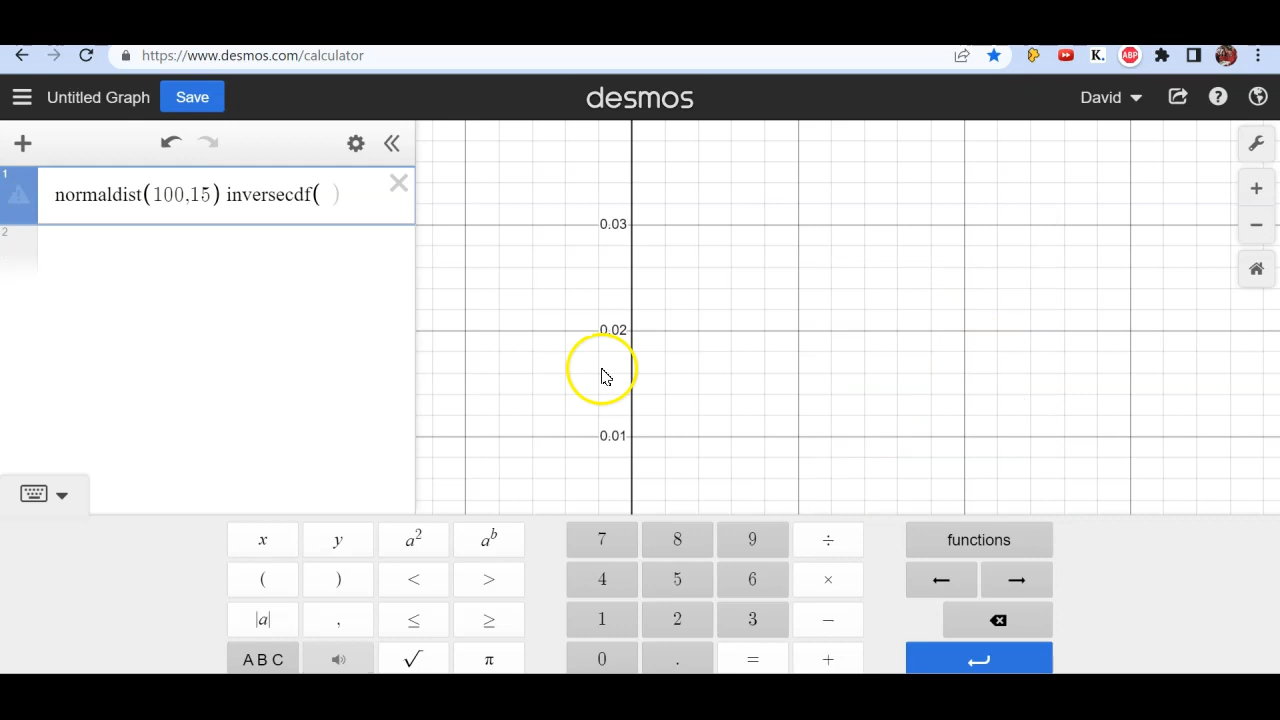 https://www.desmos.com/calculator
K.
ABP
Untitled Graph Save desmos David
1
normaldist(100,15) inversecdf( )
2
0.03
0.02
0.01
x y a² aᵇ 7 8 9 ÷ functions
( ) < > 4 5 6 × ← →
|a| , ≤ ≥ 1 2 3 −
A B C √ π 0 . = +